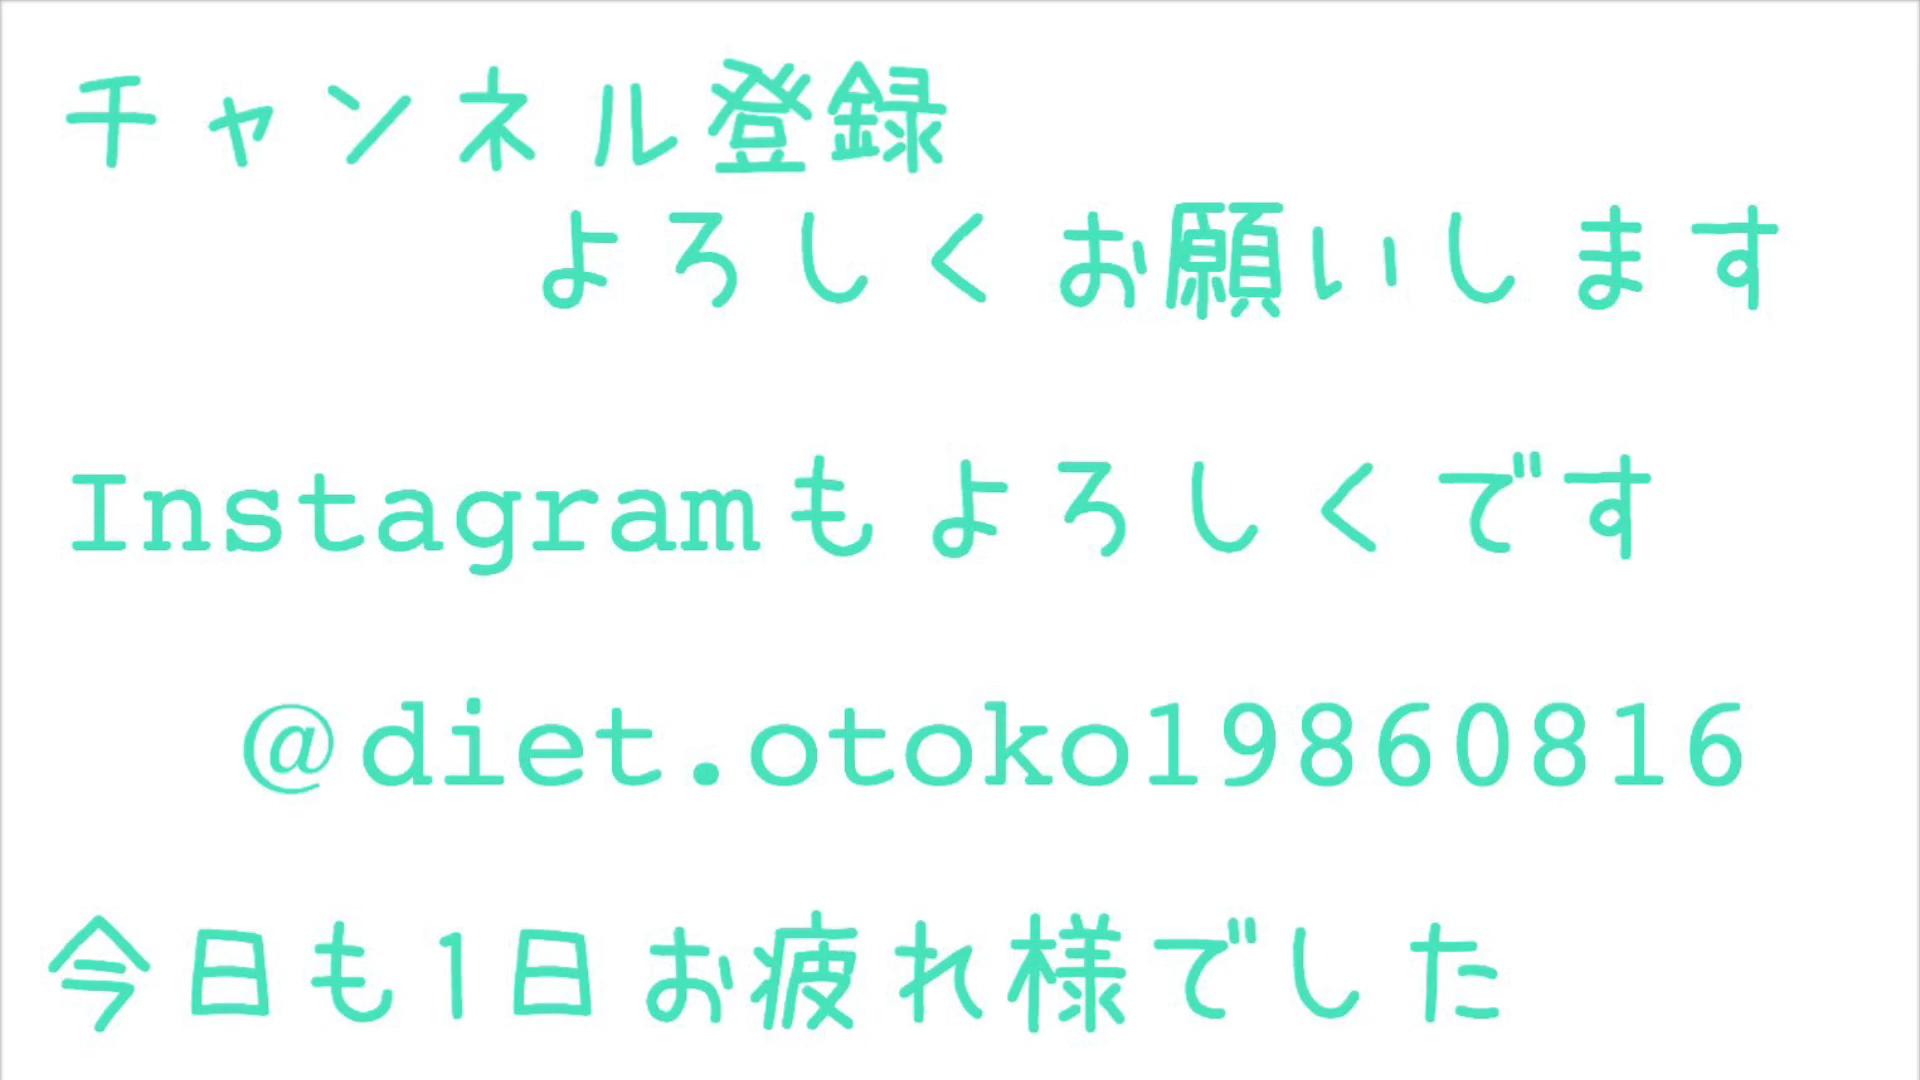 チャンネル登録
よろしくお願いします
Instagramもよろしくです
@diet.otoko19860816
今日も1日お疲れ様でした